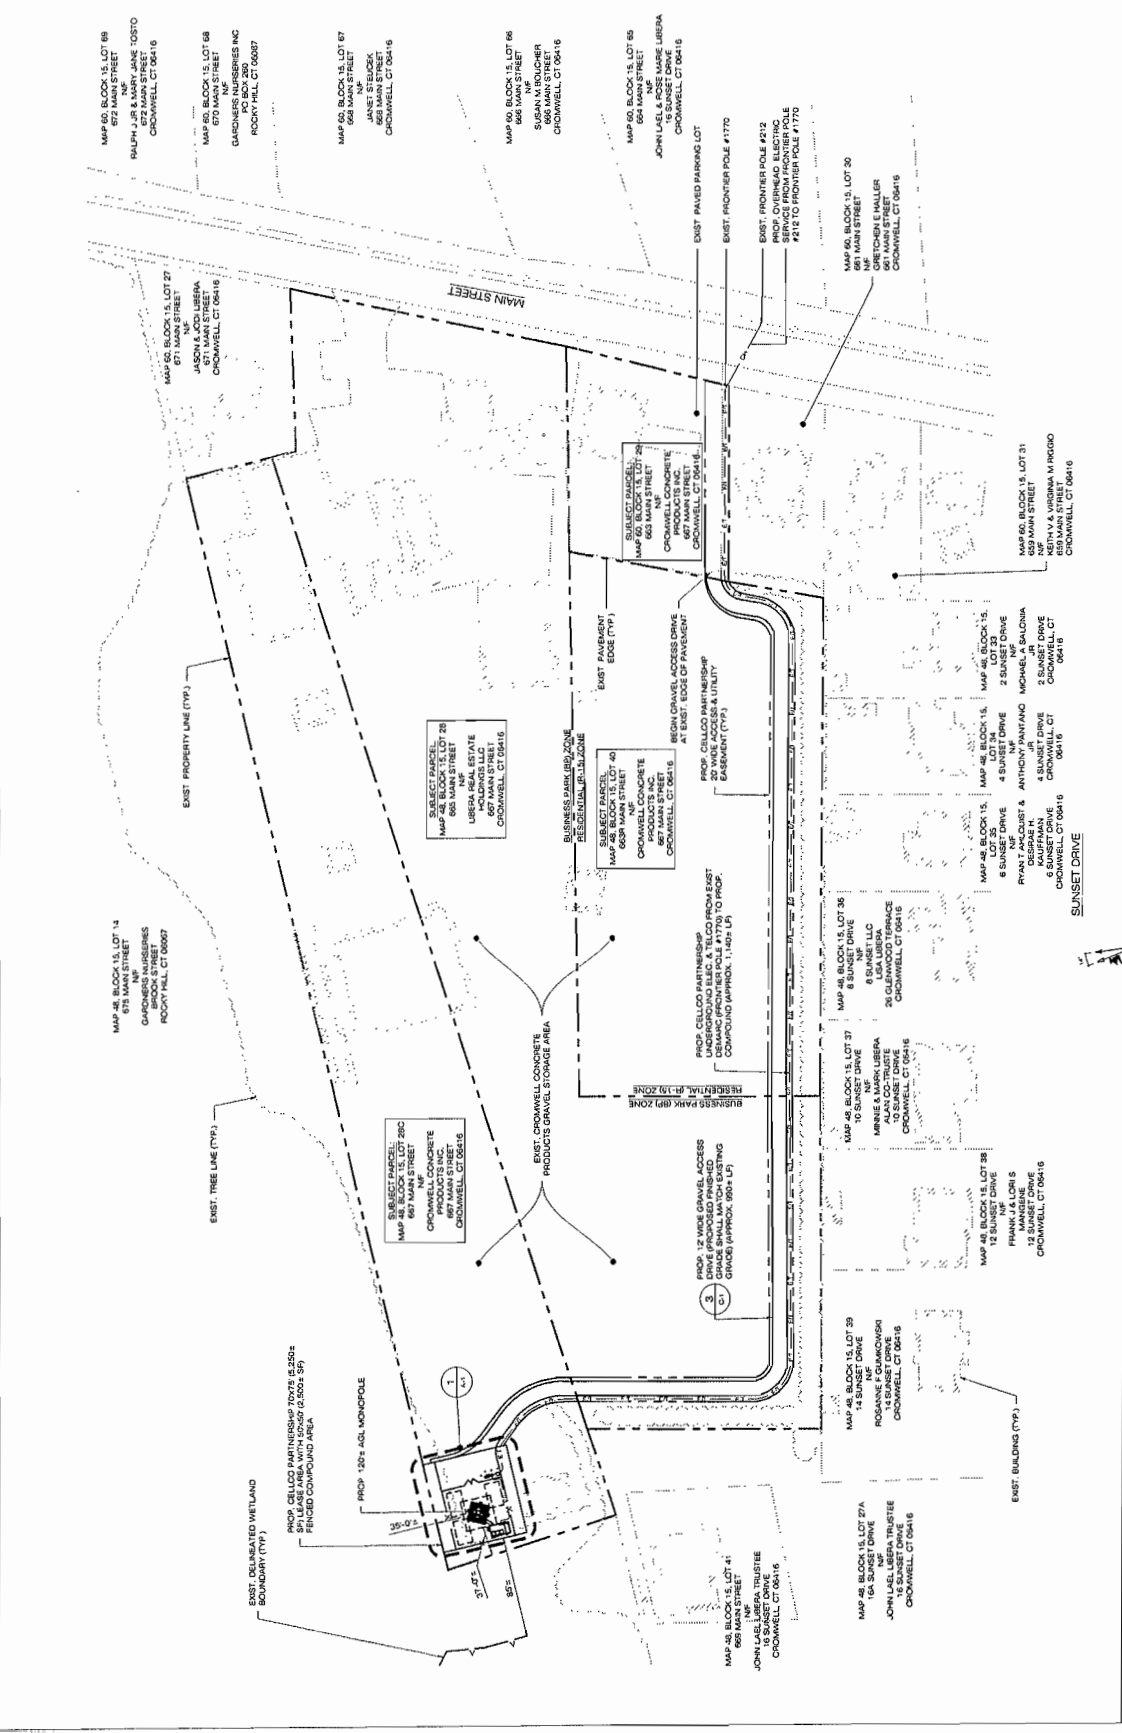 MAP 60, BLOCK 15, LOT 69
672 MAIN STREET
N/F
RALPH J JR & MARY JANE TOSTO
672 MAIN STREET
CROMWELL, CT 06416
MAP 60, BLOCK 15, LOT 68
670 MAIN STREET
N/F
GARDNERS NURSERIES INC
PO BOX 260
ROCKY HILL, CT 06067
MAP 60, BLOCK 15, LOT 67
668 MAIN STREET
N/F
CROMWELL, CT 06416
MAP 60, BLOCK 15, LOT 66
666 MAIN STREET
N/F
SUSAN M BOUCHER
666 MAIN STREET
CROMWELL, CT 06416
MAP 60, BLOCK 15, LOT 65
664 MAIN STREET
N/F
JOHN LAEL & ROSE MARIE LIBERA
16 SUNSET DRIVE
CROMWELL, CT 06416
EXIST. PAVED PARKING LOT
EXIST. FRONTIER POLE #1770
EXIST. FRONTIER POLE #212
PROP. OVERHEAD ELECTRIC
SERVICE FROM FRONTIER POLE
#212 TO FRONTIER POLE #1770
MAP 60, BLOCK 15, LOT 30
661 MAIN STREET
N/F
GRETCHEN E HALLER
661 MAIN STREET
CROMWELL, CT 06416
MAP 60, BLOCK 15, LOT 27
671 MAIN STREET
N/F
JASON & JODI LIBERA
671 MAIN STREET
CROMWELL, CT 06416
MAIN STREET
SUBJECT PARCEL:
MAP 60, BLOCK 15, LOT 29
663 MAIN STREET
N/F
CROMWELL CONCRETE
PRODUCTS INC.
667 MAIN STREET
CROMWELL, CT 06416
MAP 60, BLOCK 15, LOT 31
659 MAIN STREET
N/F
KEITH V & VIRGINIA M RIGGIO
659 MAIN STREET
CROMWELL, CT 06416
EXIST PROPERTY LINE (TYP.)
EXIST PAVEMENT
EDGE (TYP.)
BEGIN GRAVEL ACCESS DRIVE
AT EXIST. EDGE OF PAVEMENT
PROP. CELLCO PARTNERSHIP
20' WIDE ACCESS & UTILITY
EASEMENT (TYP.)
SUBJECT PARCEL
MAP 48, BLOCK 15, LOT 28
665 MAIN STREET
N/F
LIBERA REAL ESTATE
HOLDINGS LLC
667 MAIN STREET
CROMWELL, CT 06416
BUSINESS PARK (BP) ZONE
RESIDENTIAL (R-15) ZONE
SUBJECT PARCEL
MAP 48, BLOCK 15, LOT 40
663R MAIN STREET
N/F
CROMWELL CONCRETE
PRODUCTS INC.
667 MAIN STREET
CROMWELL, CT 06416
MAP 48, BLOCK 15,
LOT 33
2 SUNSET DRIVE
N/F
MICHAEL A SALONIA
JR
2 SUNSET DRIVE
CROMWELL, CT
06416
MAP 48, BLOCK 15,
LOT 34
4 SUNSET DRIVE
N/F
ANTHONY PANTANO
JR
4 SUNSET DRIVE
CROMWELL, CT
06416
MAP 48, BLOCK 15,
LOT 35
6 SUNSET DRIVE
N/F
RYAN T AHLQUIST &
DESIRAE H.
KAUFFMAN
6 SUNSET DRIVE
CROMWELL, CT 06416
SUNSET DRIVE
MAP 48, BLOCK 15, LOT 14
675 MAIN STREET
N/F
GARDNERS NURSERIES
BROOK STREET
ROCKY HILL, CT 06067
EXIST. TREE LINE (TYP.)
EXIST. CROMWELL CONCRETE
PRODUCTS GRAVEL STORAGE AREA
PROP. CELLCO PARTNERSHIP
UNDERGROUND ELEC. & TELCO FROM EXIST
DEMARC (FRONTIER POLE #1770) TO PROP.
COMPOUND (APPROX. 1,140± LF)
RESIDENTIAL (R-15) ZONE
BUSINESS PARK (BP) ZONE
MAP 48, BLOCK 15, LOT 36
8 SUNSET DRIVE
N/F
8 SUNSET LLC
LISA LIBERA
26 GLENWOOD TERRACE
CROMWELL, CT 06416
MAP 48, BLOCK 15, LOT 37
10 SUNSET DRIVE
N/F
MINNIE & MARK LIBERA
ALAN CO-TRUSTE
10 SUNSET DRIVE
CROMWELL, CT 06416
SUBJECT PARCEL:
MAP 48, BLOCK 15, LOT 28C
667 MAIN STREET
N/F
CROMWELL CONCRETE
PRODUCTS INC.
667 MAIN STREET
CROMWELL, CT 06416
PROP. 12' WIDE GRAVEL ACCESS
DRIVE (PROPOSED FINISHED
GRADE SHALL MATCH EXISTING
GRADE) (APPROX. 990± LF)
3
C-1
MAP 48, BLOCK 15, LOT 38
12 SUNSET DRIVE
N/F
FRANK J & LORI S
MANGENE
12 SUNSET DRIVE
CROMWELL, CT 06416
MAP 48, BLOCK 15, LOT 39
14 SUNSET DRIVE
N/F
ROSANNE F GUMKOWSKI
14 SUNSET DRIVE
CROMWELL, CT 06416
EXIST. BUILDING (TYP.)
EXIST. DELINEATED WETLAND
BOUNDARY (TYP.)
PROP. CELLCO PARTNERSHIP 70'x75' (5,250±
SF) LEASE AREA WITH 50'x50' (2,500± SF)
FENCED COMPOUND AREA
PROP 120'± AGL MONOPOLE
1
A-1
35'-0"±
37'-0"±
85'±
MAP 48, BLOCK 15, LOT 41
669 MAIN STREET
N/F
JOHN LAEL LIBERA TRUSTEE
16 SUNSET DRIVE
CROMWELL, CT 06416
MAP 48, BLOCK 15, LOT 27A
16A SUNSET DRIVE
N/F
JOHN LAEL LIBERA TRUSTEE
16 SUNSET DRIVE
CROMWELL, CT 06416